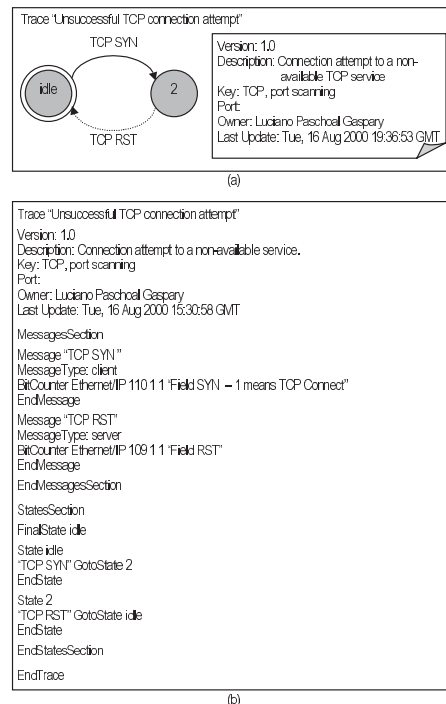 Trace "Unsuccessful TCP connection attempt"
TCP SYN
idle
2
TCP RST
Version: 1.0
Description: Connection attempt to a non-
available TCP service
Key: TCP, port scanning
Port:
Owner: Luciano Paschoal Gaspary
Last Update: Tue, 16 Aug 2000 19:36:53 GMT
(a)
Trace "Unsuccessful TCP connection attempt"
Version: 1.0
Description: Connection attempt to a non-available service.
Key: TCP, port scanning
Port:
Owner: Luciano Paschoal Gaspary
Last Update: Tue, 16 Aug 2000 15:30:58 GMT
MessagesSection
Message "TCP SYN"
MessageType: client
BitCounter Ethernet/IP 110 1 1 "Field SYN – 1 means TCP Connect"
EndMessage
Message "TCP RST"
MessageType: server
BitCounter Ethernet/IP 109 1 1 "Field RST"
EndMessage
EndMessagesSection
StatesSection
FinalState idle
State idle
"TCP SYN" GotoState 2
EndState
State 2
"TCP RST" GotoState idle
EndState
EndStatesSection
EndTrace
(b)